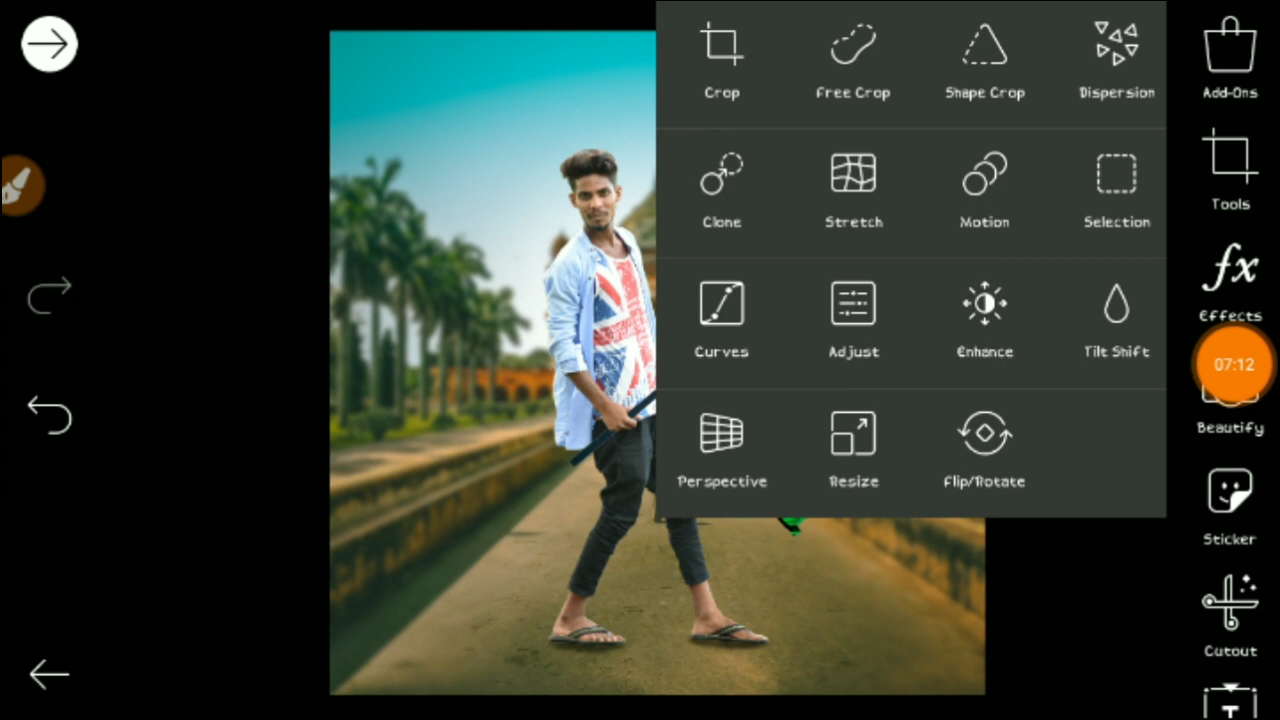 Crop
Free Crop
Shape Crop
Dispersion
Clone
Stretch
Motion
Selection
Curves
Adjust
Enhance
Tilt Shift
Perspective
Resize
Flip/Rotate
Add-Ons
Tools
fx
Effects
07:12
Beautify
Sticker
Cutout
T